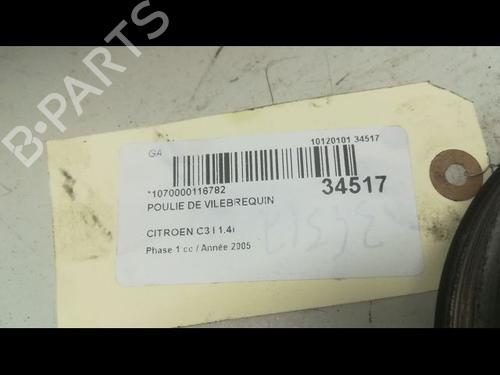 B-PARTS
GA
10120101 34517
*1070000116782
34517
POULIE DE VILEBREQUIN
CITROEN C3 I 1.4i
Phase 1 cc / Année 2005